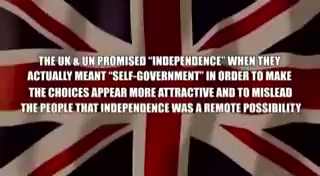 THE UK & UN PROMISED "INDEPENDENCE" WHEN THEY
ACTUALLY MEANT "SELF-GOVERNMENT" IN ORDER TO MAKE
THE CHOICES APPEAR MORE ATTRACTIVE AND TO MISLEAD
THE PEOPLE THAT INDEPENDENCE WAS A REMOTE POSSIBILITY